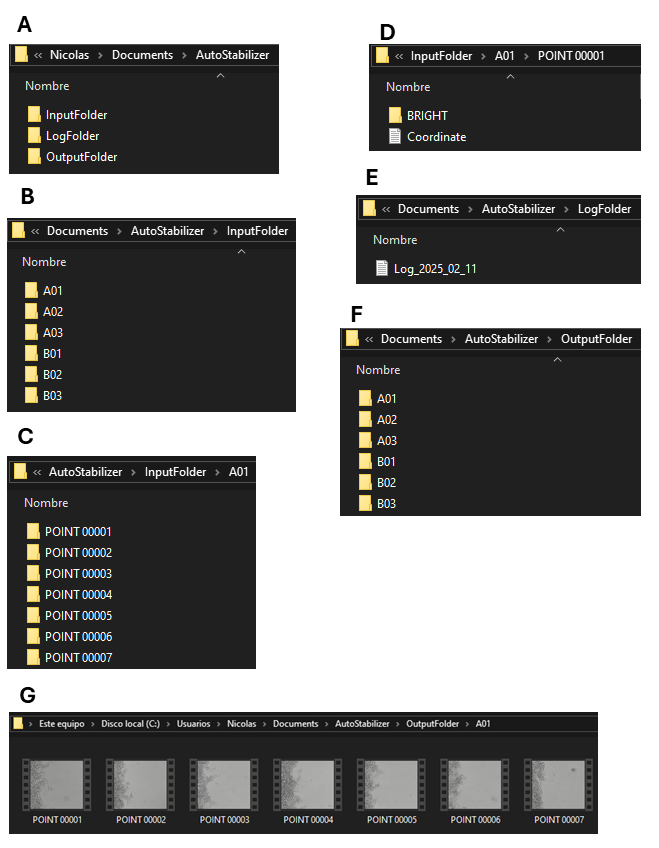 A
« Nicolas > Documents > AutoStabilizer
Nombre
InputFolder
LogFolder
OutputFolder
B
« Documents > AutoStabilizer > InputFolder
Nombre
A01
A02
A03
B01
B02
B03
C
« AutoStabilizer > InputFolder > A01
Nombre
POINT 00001
POINT 00002
POINT 00003
POINT 00004
POINT 00005
POINT 00006
POINT 00007
D
« InputFolder > A01 > POINT 00001
Nombre
BRIGHT
Coordinate
E
« Documents > AutoStabilizer > LogFolder
Nombre
Log_2025_02_11
F
« Documents > AutoStabilizer > OutputFolder
Nombre
A01
A02
A03
B01
B02
B03
G
> Este equipo > Disco local (C:) > Usuarios > Nicolas > Documents > AutoStabilizer > OutputFolder > A01
POINT 00001 POINT 00002 POINT 00003 POINT 00004 POINT 00005 POINT 00006 POINT 00007